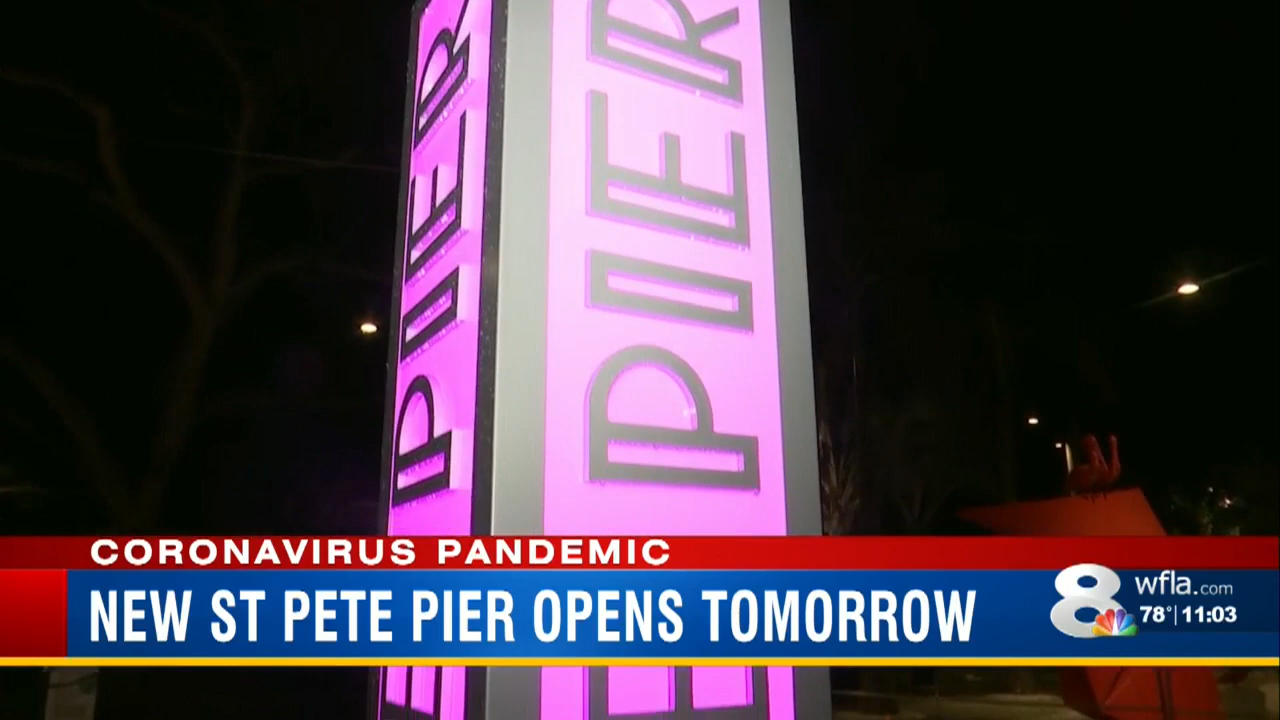 PIER
PIER
CORONAVIRUS PANDEMIC
NEW ST PETE PIER OPENS TOMORROW
8 wfla.com
78° | 11:03